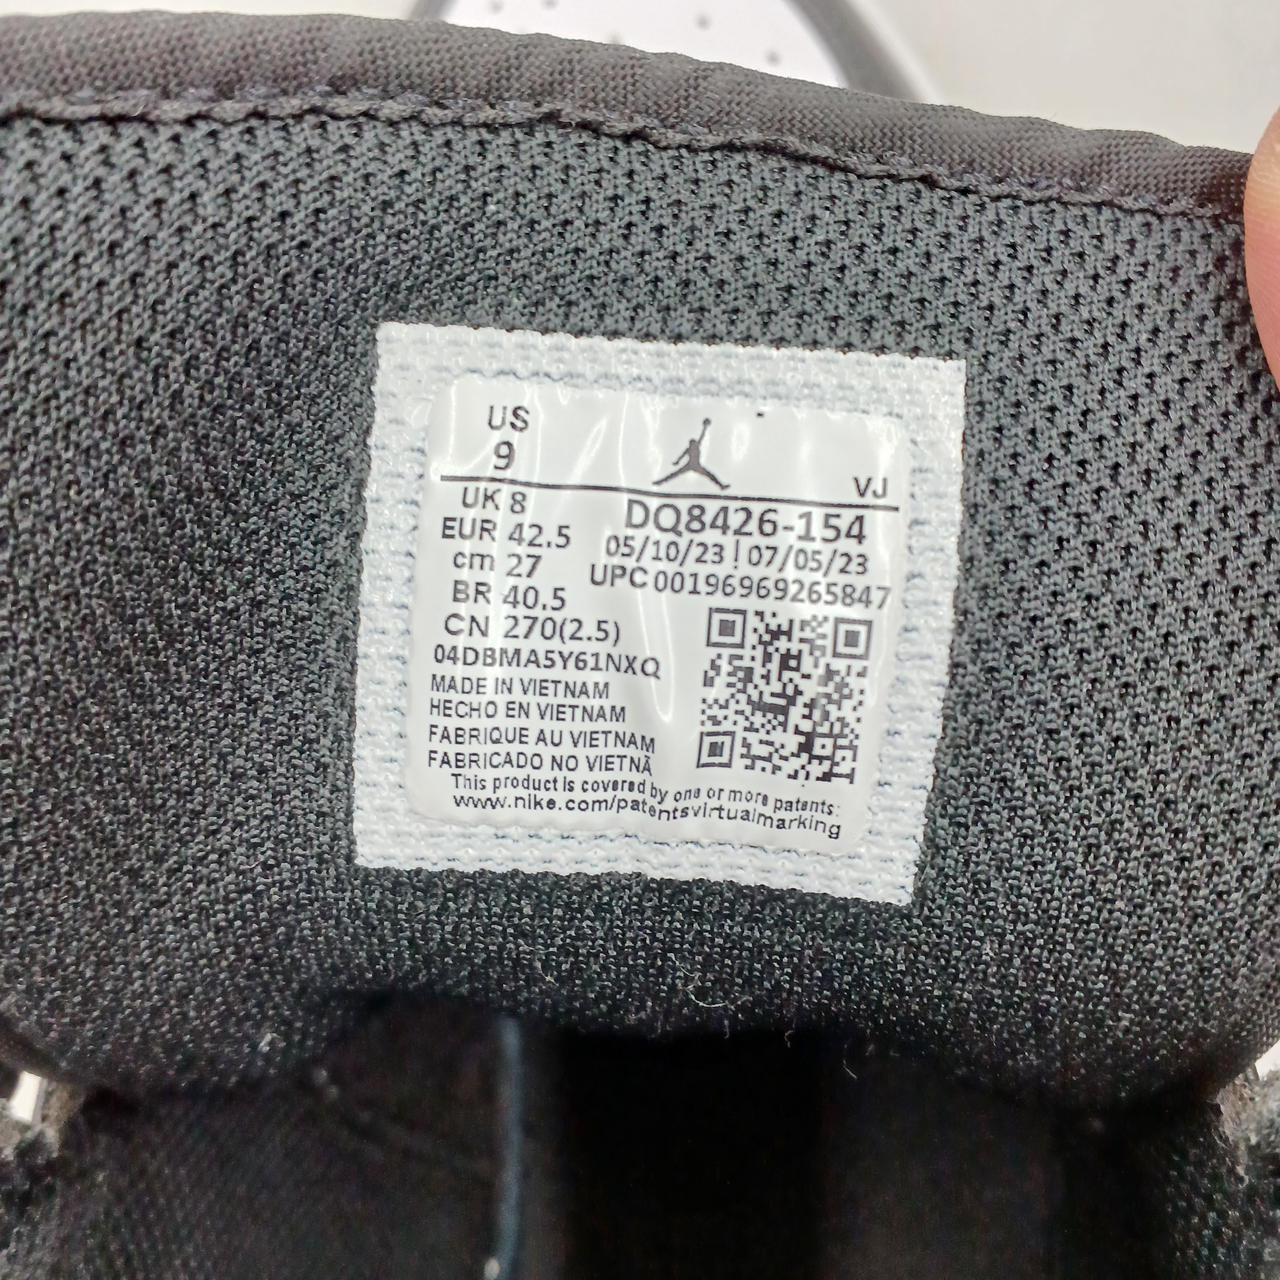 US
9
VJ
UK 8
EUR 42.5
cm 27
BR 40.5
CN 270(2.5)
DQ8426-154
05/10/23 | 07/05/23
UPC 00196969265847
04DBMA5Y61NXQ
MADE IN VIETNAM
HECHO EN VIETNAM
FABRIQUE AU VIETNAM
FABRICADO NO VIETNÃ
This product is covered by one or more patents:
www.nike.com/patentsvirtualmarking